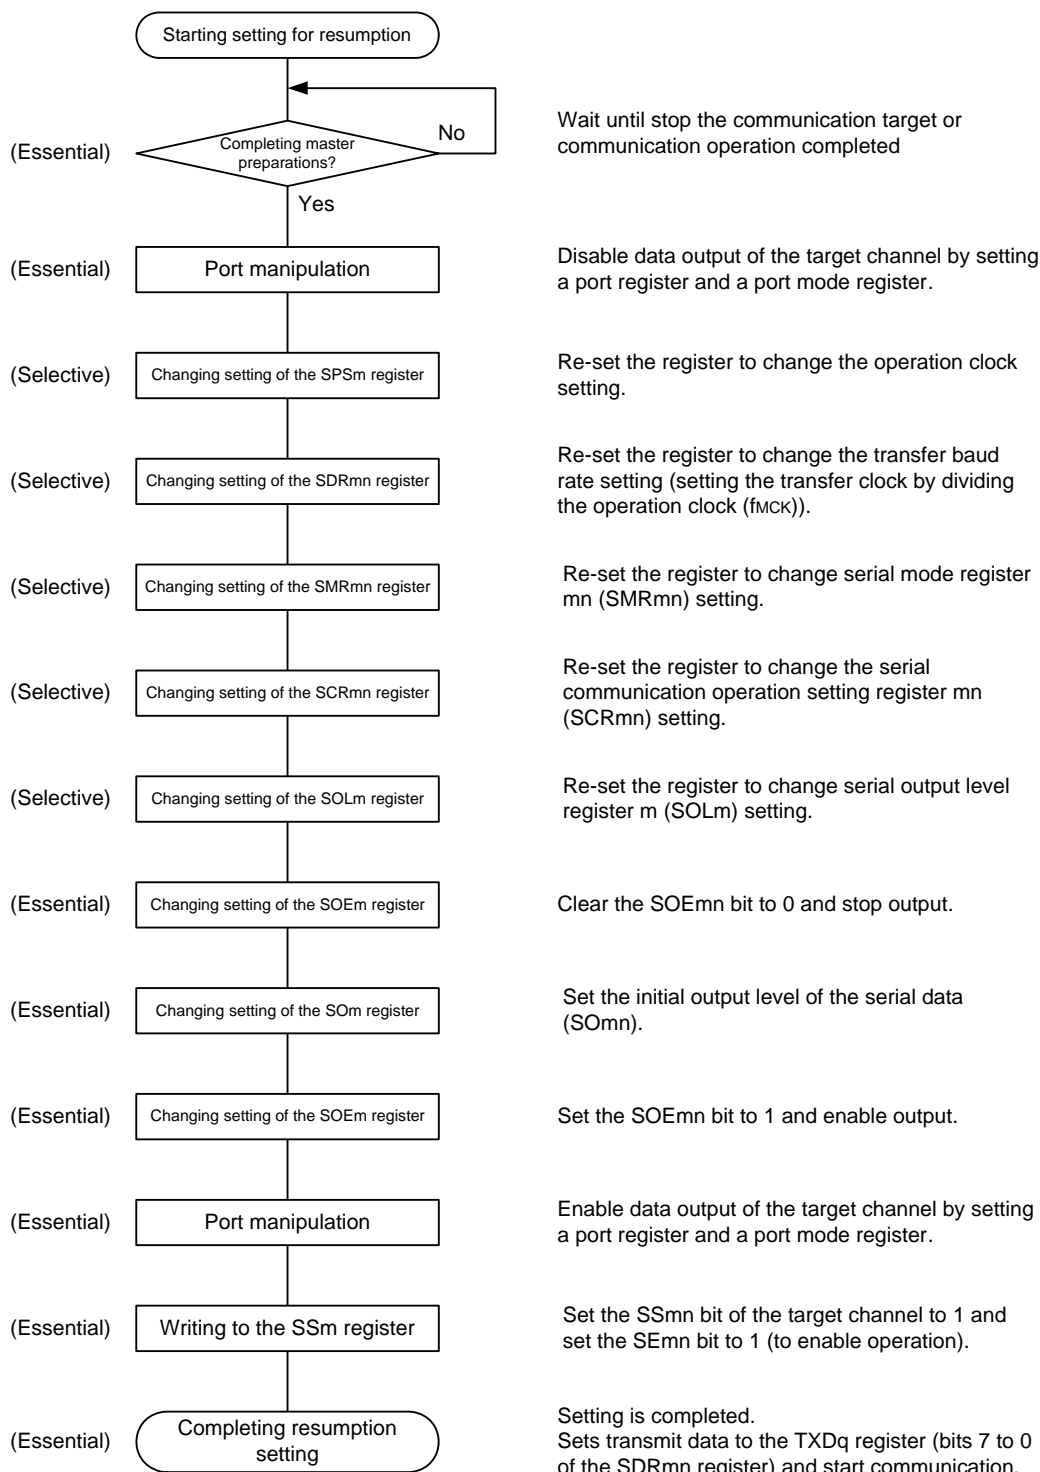 Starting setting for resumption
(Essential)
Completing master
preparations?
No
Wait until stop the communication target or
communication operation completed
Yes
(Essential)
Port manipulation
Disable data output of the target channel by setting
a port register and a port mode register.
(Selective)
Changing setting of the SPSm register
Re-set the register to change the operation clock
setting.
(Selective)
Changing setting of the SDRmn register
Re-set the register to change the transfer baud
rate setting (setting the transfer clock by dividing
the operation clock (fMCK)).
(Selective)
Changing setting of the SMRmn register
Re-set the register to change serial mode register
mn (SMRmn) setting.
(Selective)
Changing setting of the SCRmn register
Re-set the register to change the serial
communication operation setting register mn
(SCRmn) setting.
(Selective)
Changing setting of the SOLm register
Re-set the register to change serial output level
register m (SOLm) setting.
(Essential)
Changing setting of the SOEm register
Clear the SOEmn bit to 0 and stop output.
(Essential)
Changing setting of the SOm register
Set the initial output level of the serial data
(SOmn).
(Essential)
Changing setting of the SOEm register
Set the SOEmn bit to 1 and enable output.
(Essential)
Port manipulation
Enable data output of the target channel by setting
a port register and a port mode register.
(Essential)
Writing to the SSm register
Set the SSmn bit of the target channel to 1 and
set the SEmn bit to 1 (to enable operation).
(Essential)
Completing resumption
setting
Setting is completed.
Sets transmit data to the TXDq register (bits 7 to 0
of the SDRmn register) and start communication.